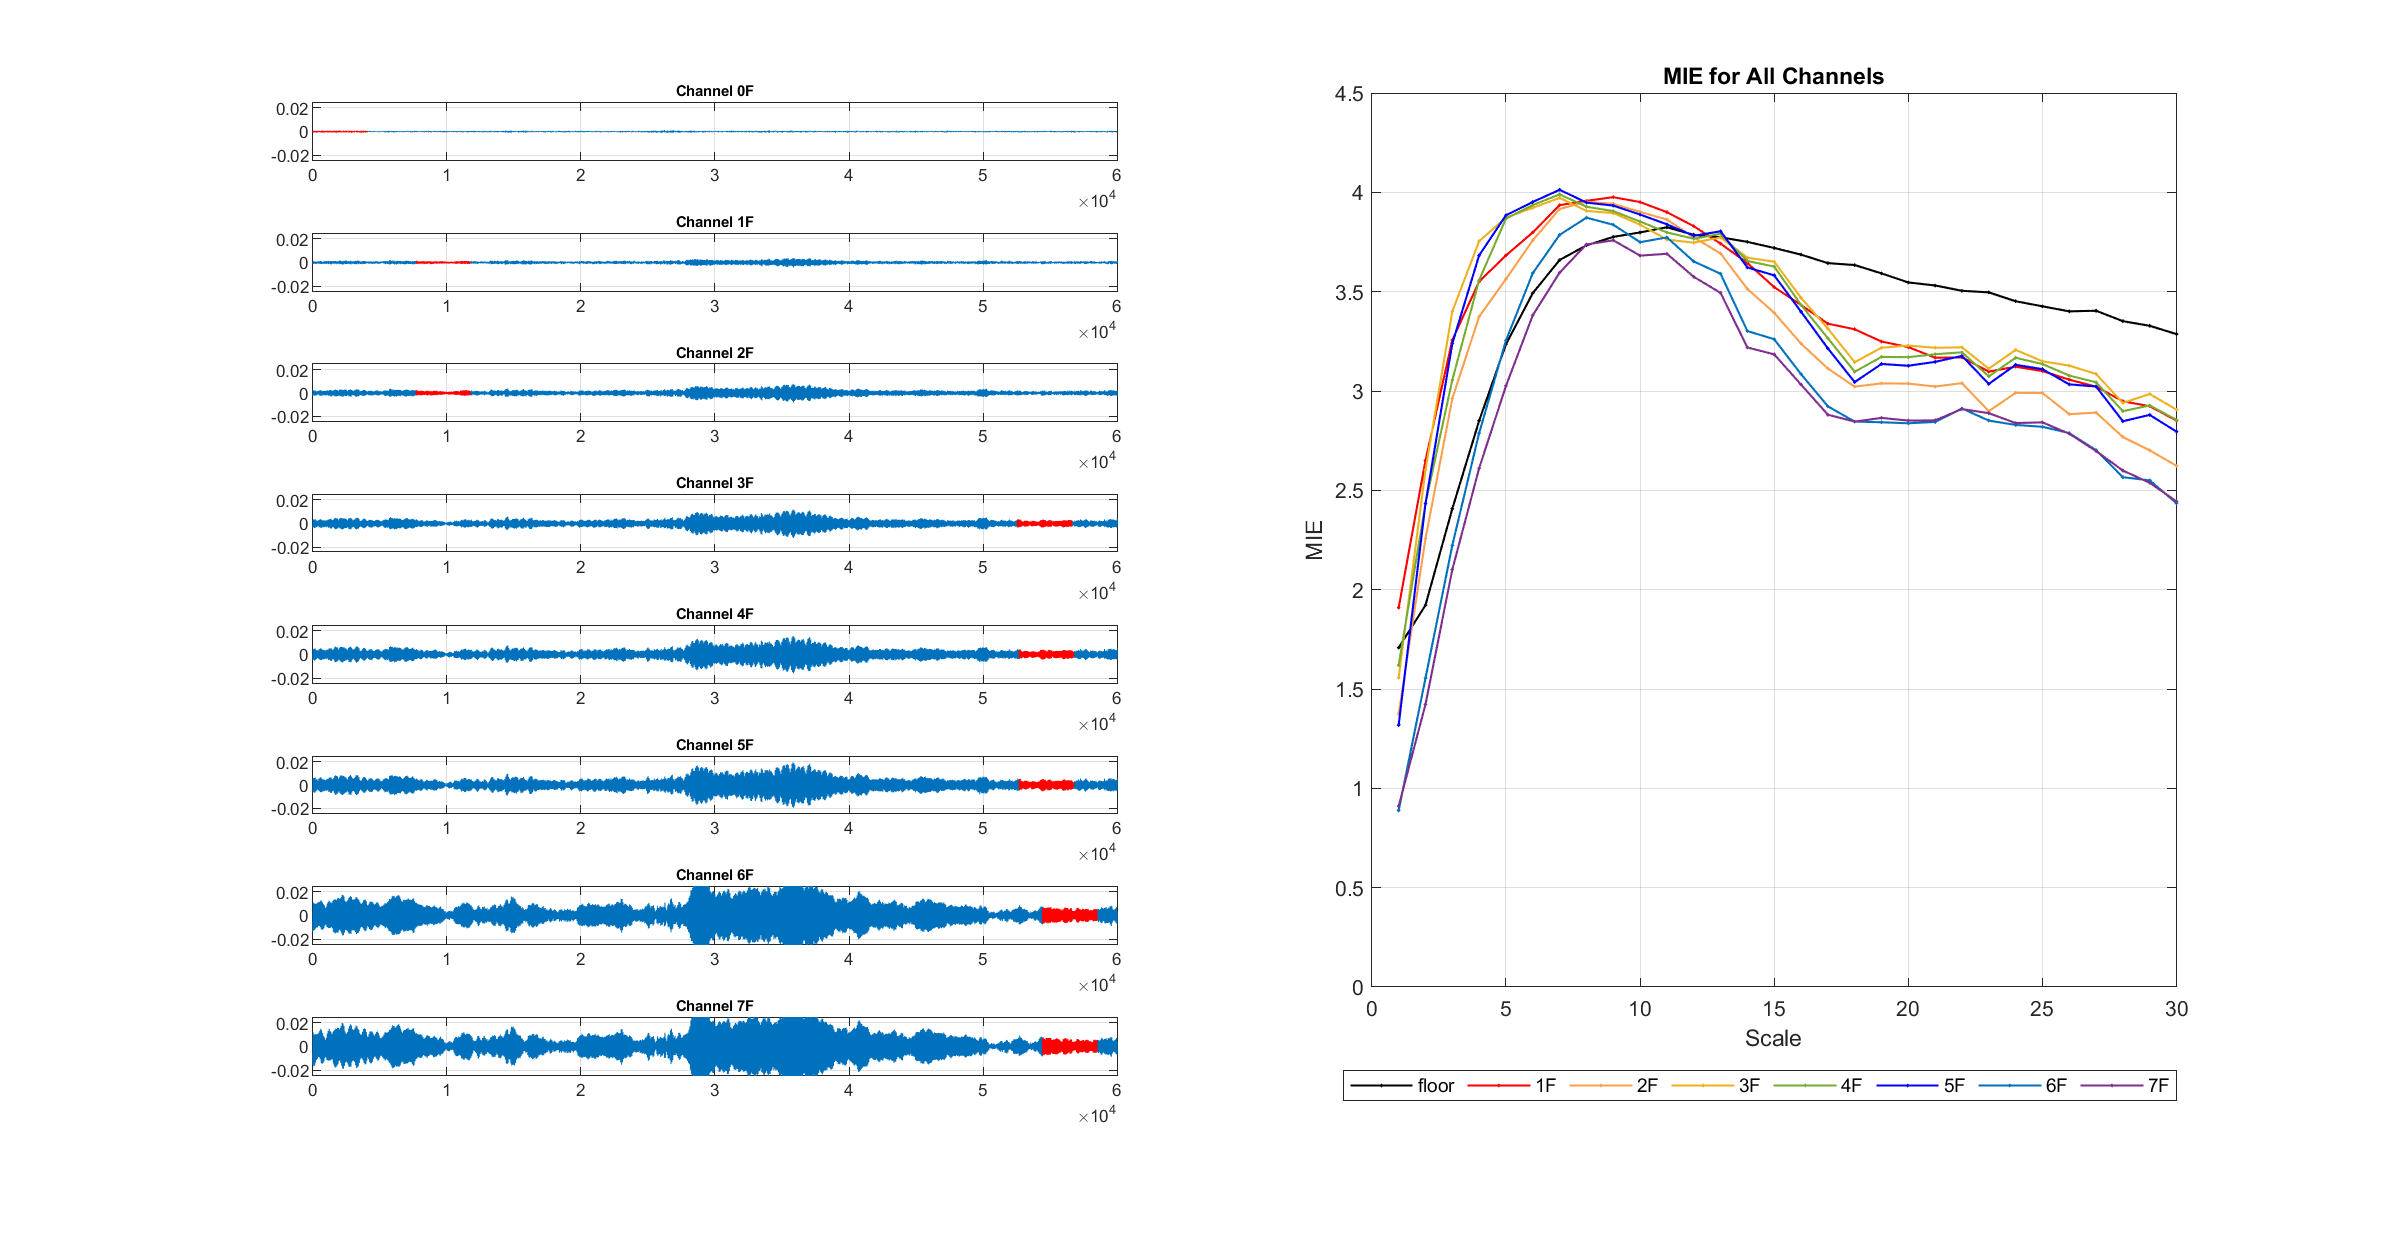 Channel 0F
0.02
0
-0.02
0 1 2 3 4 5 6
×10^4
Channel 1F
0.02
0
-0.02
0 1 2 3 4 5 6
×10^4
Channel 2F
0.02
0
-0.02
0 1 2 3 4 5 6
×10^4
Channel 3F
0.02
0
-0.02
0 1 2 3 4 5 6
×10^4
Channel 4F
0.02
0
-0.02
0 1 2 3 4 5 6
×10^4
Channel 5F
0.02
0
-0.02
0 1 2 3 4 5 6
×10^4
Channel 6F
0.02
0
-0.02
0 1 2 3 4 5 6
×10^4
Channel 7F
0.02
0
-0.02
0 1 2 3 4 5 6
×10^4
MIE for All Channels
4.5
4
3.5
3
2.5
2
1.5
1
0.5
0
MIE
0 5 10 15 20 25 30
Scale
floor 1F 2F 3F 4F 5F 6F 7F